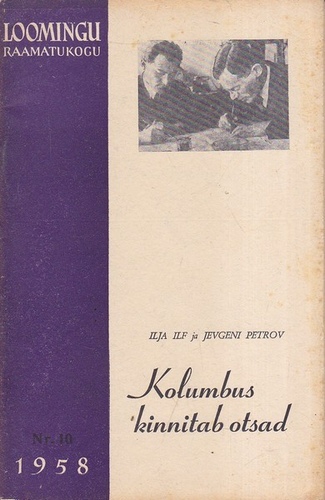 LOOMINGU
RAAMATUKOGU
ILJA ILF ja JEVGENI PETROV
Kolumbus
kinnitab otsad
Nr. 10
1958